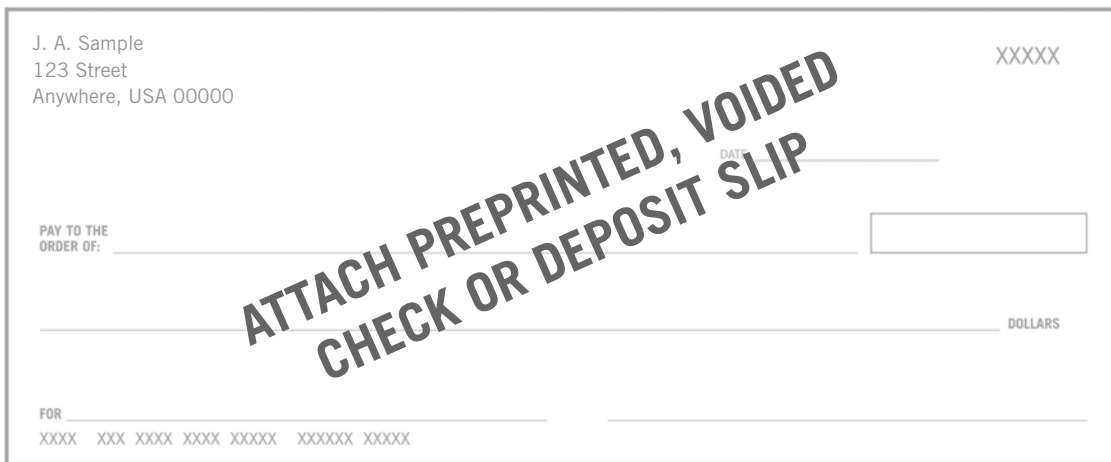 J. A. Sample
XXXXX
123 Street
Anywhere, USA 00000
DATE
ATTACH PREPRINTED, VOIDED
CHECK OR DEPOSIT SLIP
PAY TO THE
ORDER OF:
DOLLARS
FOR
XXXX XXX XXXX XXXX XXXXX XXXXXX XXXXX